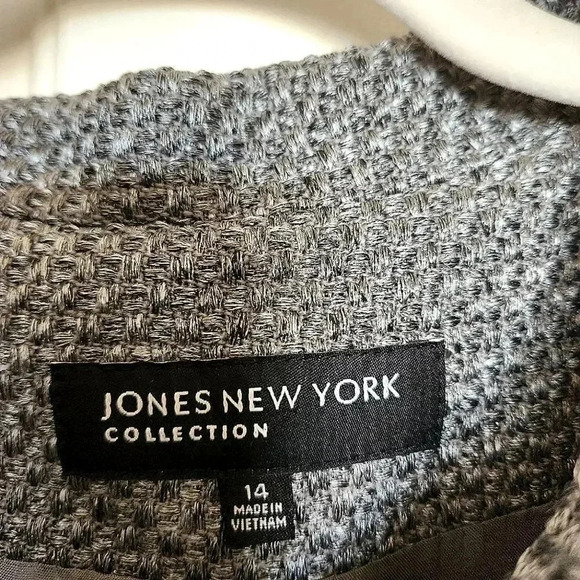 JONES NEW YORK
COLLECTION
14
MADE IN
VIETNAM